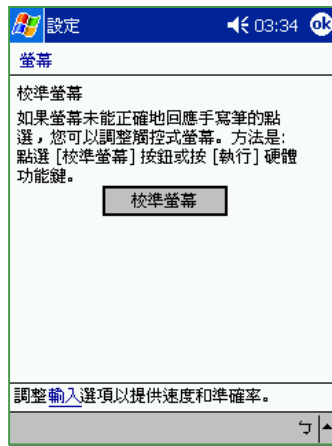 設定 03:34 ok
螢幕
校準螢幕
如果螢幕未能正確地回應手寫筆的點
選，您可以調整觸控式螢幕。方法是:
點選 [校準螢幕] 按鈕或按 [執行] 硬體
功能鍵。
校準螢幕
調整輸入選項以提供速度和準確率。
ㄅ